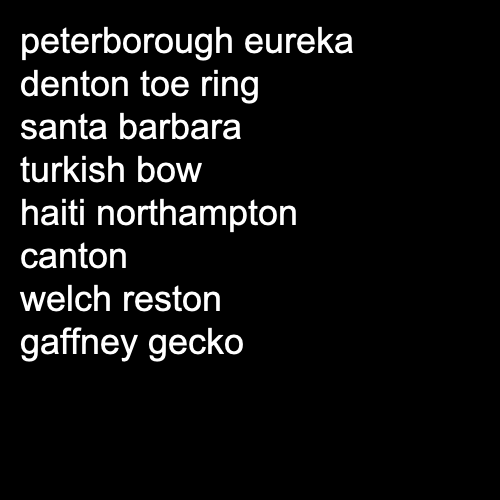 peterborough eureka
denton toe ring
santa barbara
turkish bow
haiti northampton
canton
welch reston
gaffney gecko